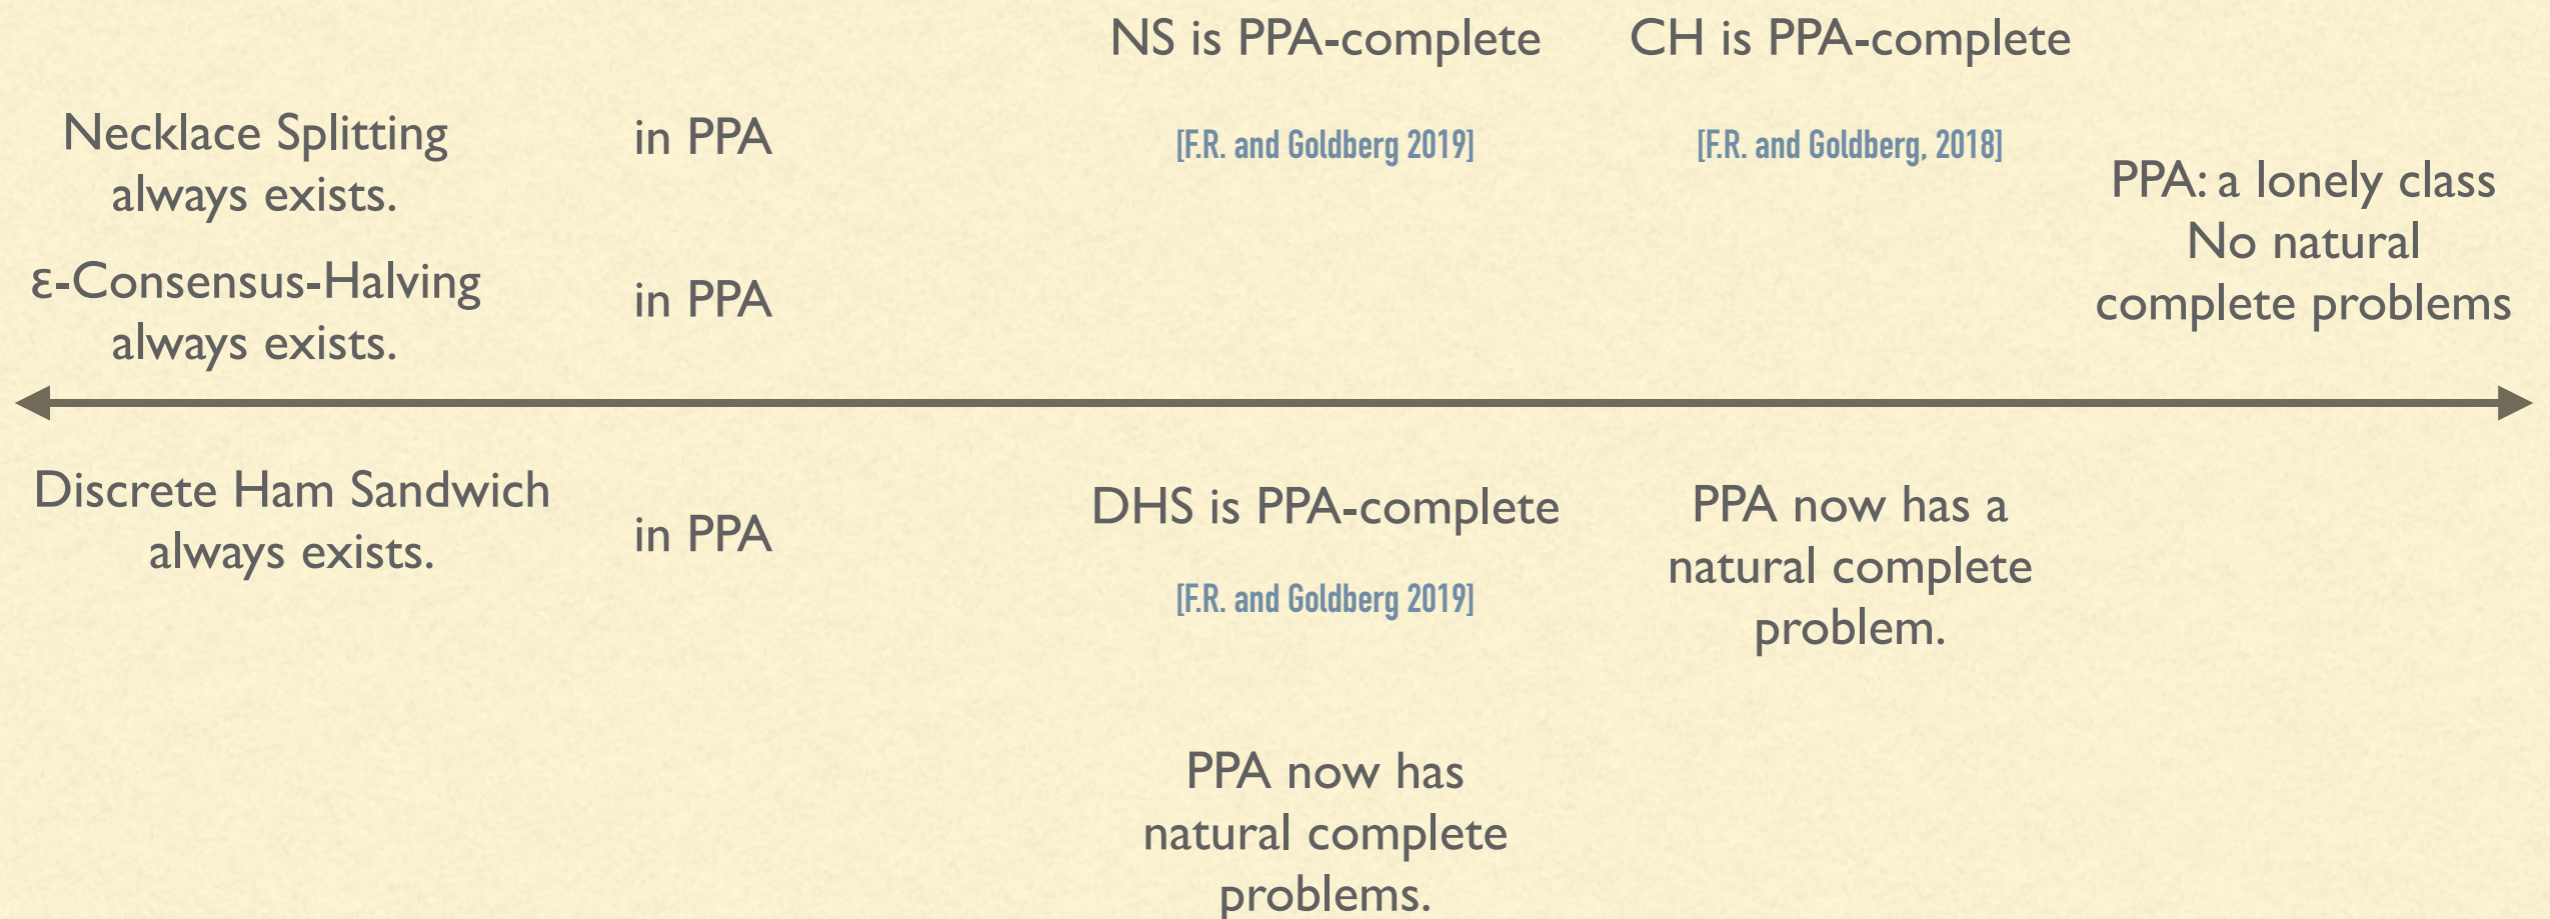 NS is PPA-complete
CH is PPA-complete
Necklace Splitting
always exists.
in PPA
[F.R. and Goldberg 2019]
[F.R. and Goldberg, 2018]
PPA: a lonely class
No natural
complete problems
ε-Consensus-Halving
always exists.
in PPA
Discrete Ham Sandwich
always exists.
in PPA
DHS is PPA-complete
[F.R. and Goldberg 2019]
PPA now has a
natural complete
problem.
PPA now has
natural complete
problems.